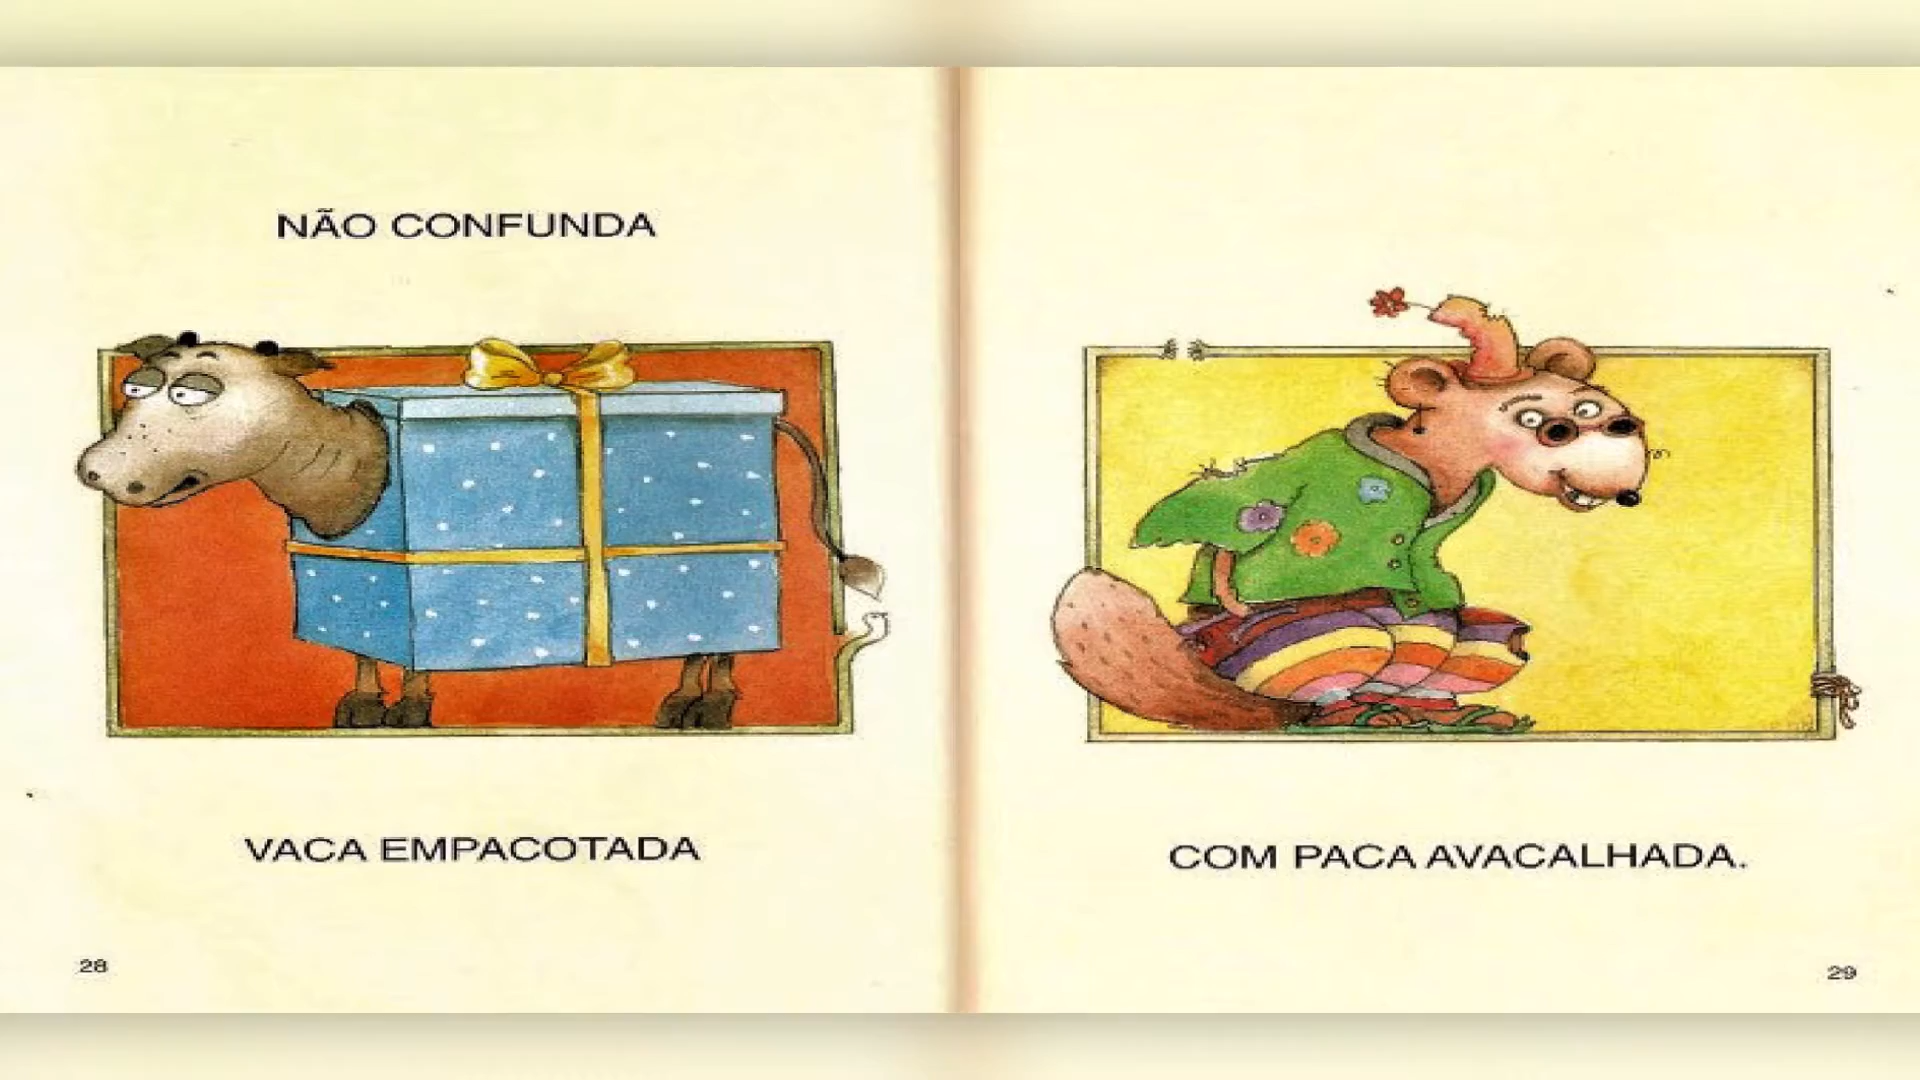 NÃO CONFUNDA
VACA EMPACOTADA
28
COM PACA AVACALHADA.
29